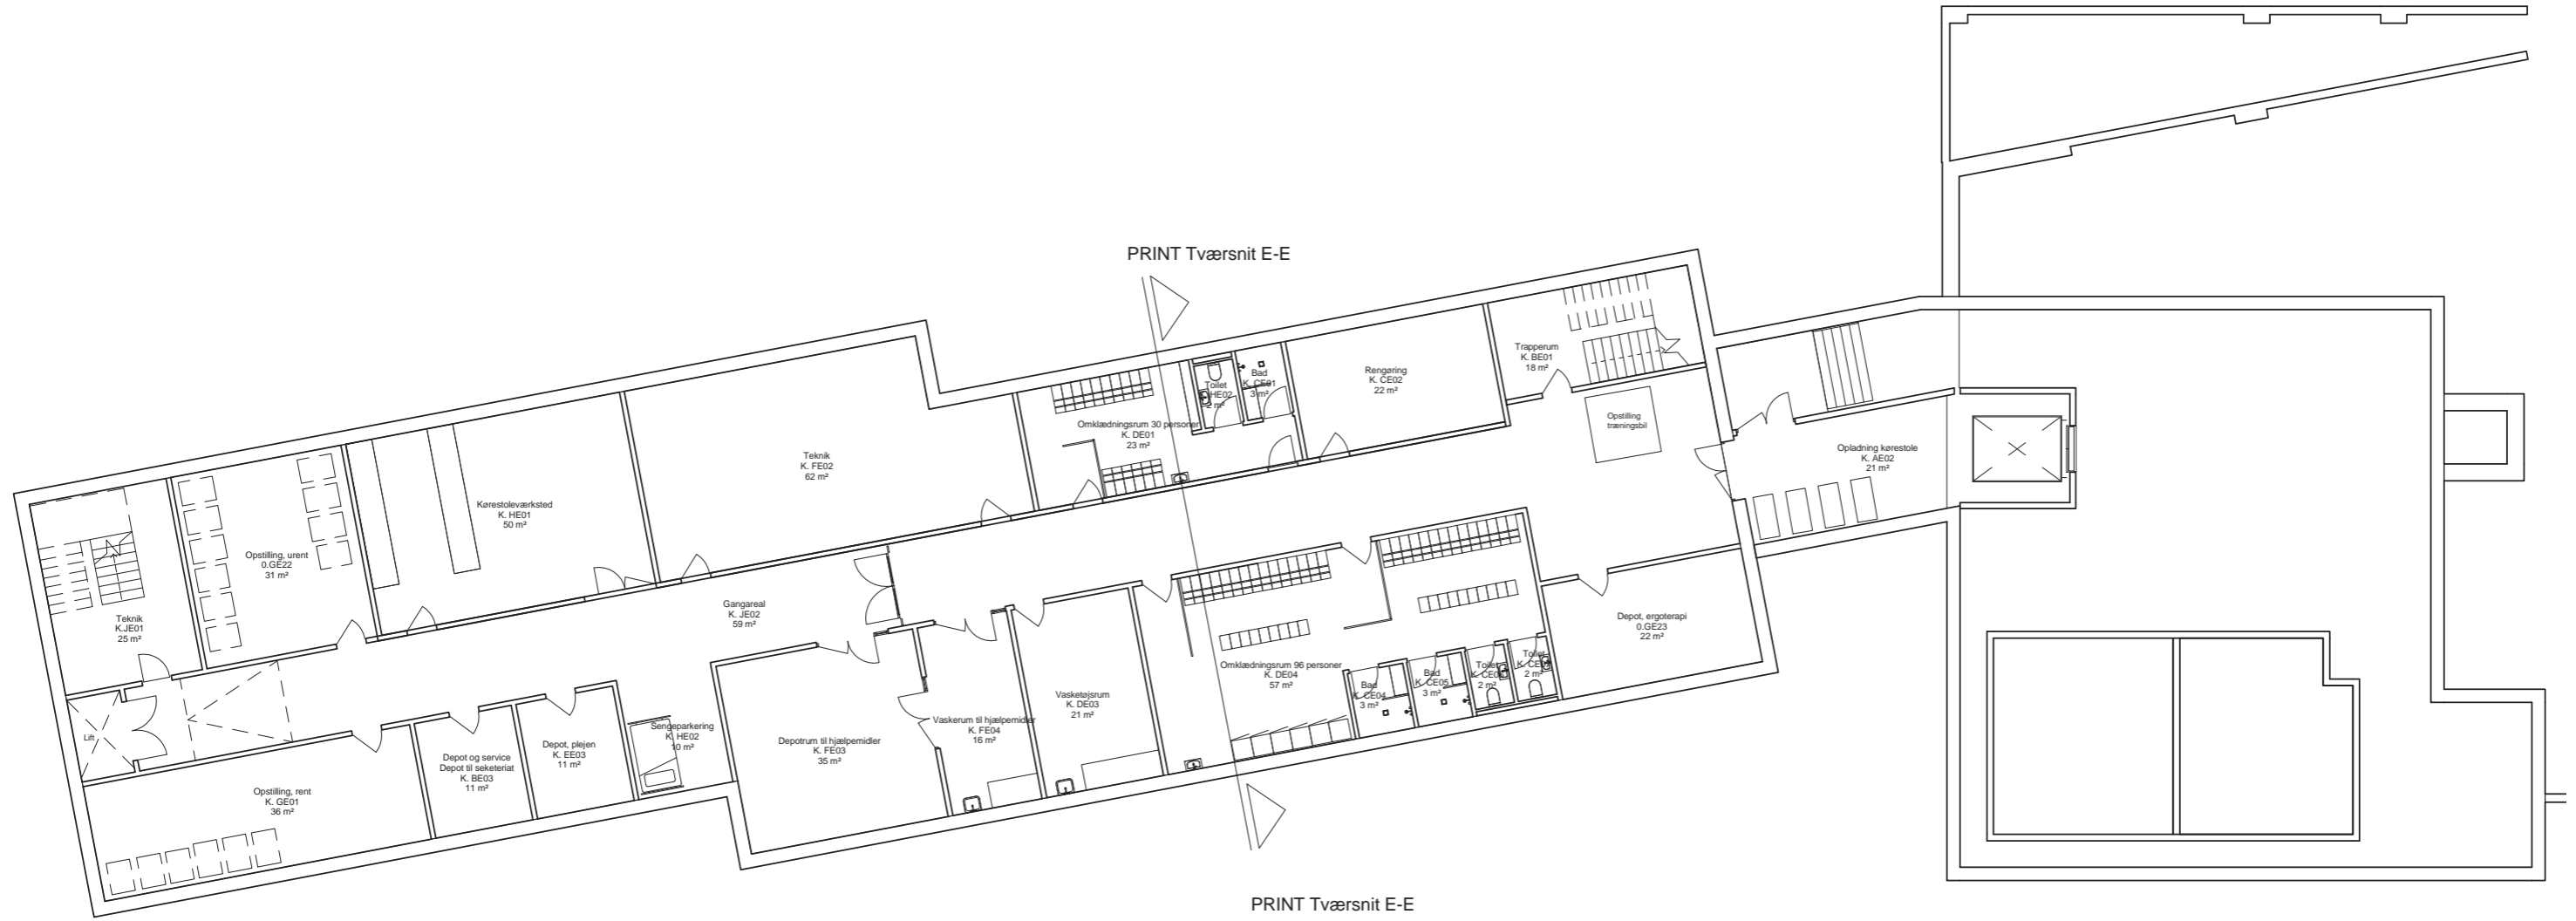 PRINT Tværsnit E-E
Trapperum
K. BE01
18 m²
Bad
K. CE01
3 m²
Toilet
K. HE02
2 m²
Rengøring
K. CE02
22 m²
Opstilling
træningsbil
Omklædningsrum 30 personer
K. DE01
23 m²
Opladning kørestole
K. AE02
21 m²
Teknik
K. FE02
62 m²
Kørestoleværksted
K. HE01
50 m²
Opstilling, urent
0.GE22
31 m²
Teknik
K.JE01
25 m²
Gangareal
K. JE02
59 m²
Depot, ergoterapi
0.GE23
22 m²
Omklædningsrum 96 personer
K. DE04
57 m²
Bad
K. CE04
3 m²
Bad
K. CE05
3 m²
Toilet
2 m²
Toilet
2 m²
Vasketøjsrum
K. DE03
21 m²
Vaskerum til hjælpemidler
K. FE04
16 m²
Depotrum til hjælpemidler
K. FE03
35 m²
Sengeparkering
K. HE02
10 m²
Depot, plejen
K. EE03
11 m²
Depot og service
Depot til seketeriat
K. BE03
11 m²
Lift
Opstilling, rent
K. GE01
36 m²
PRINT Tværsnit E-E